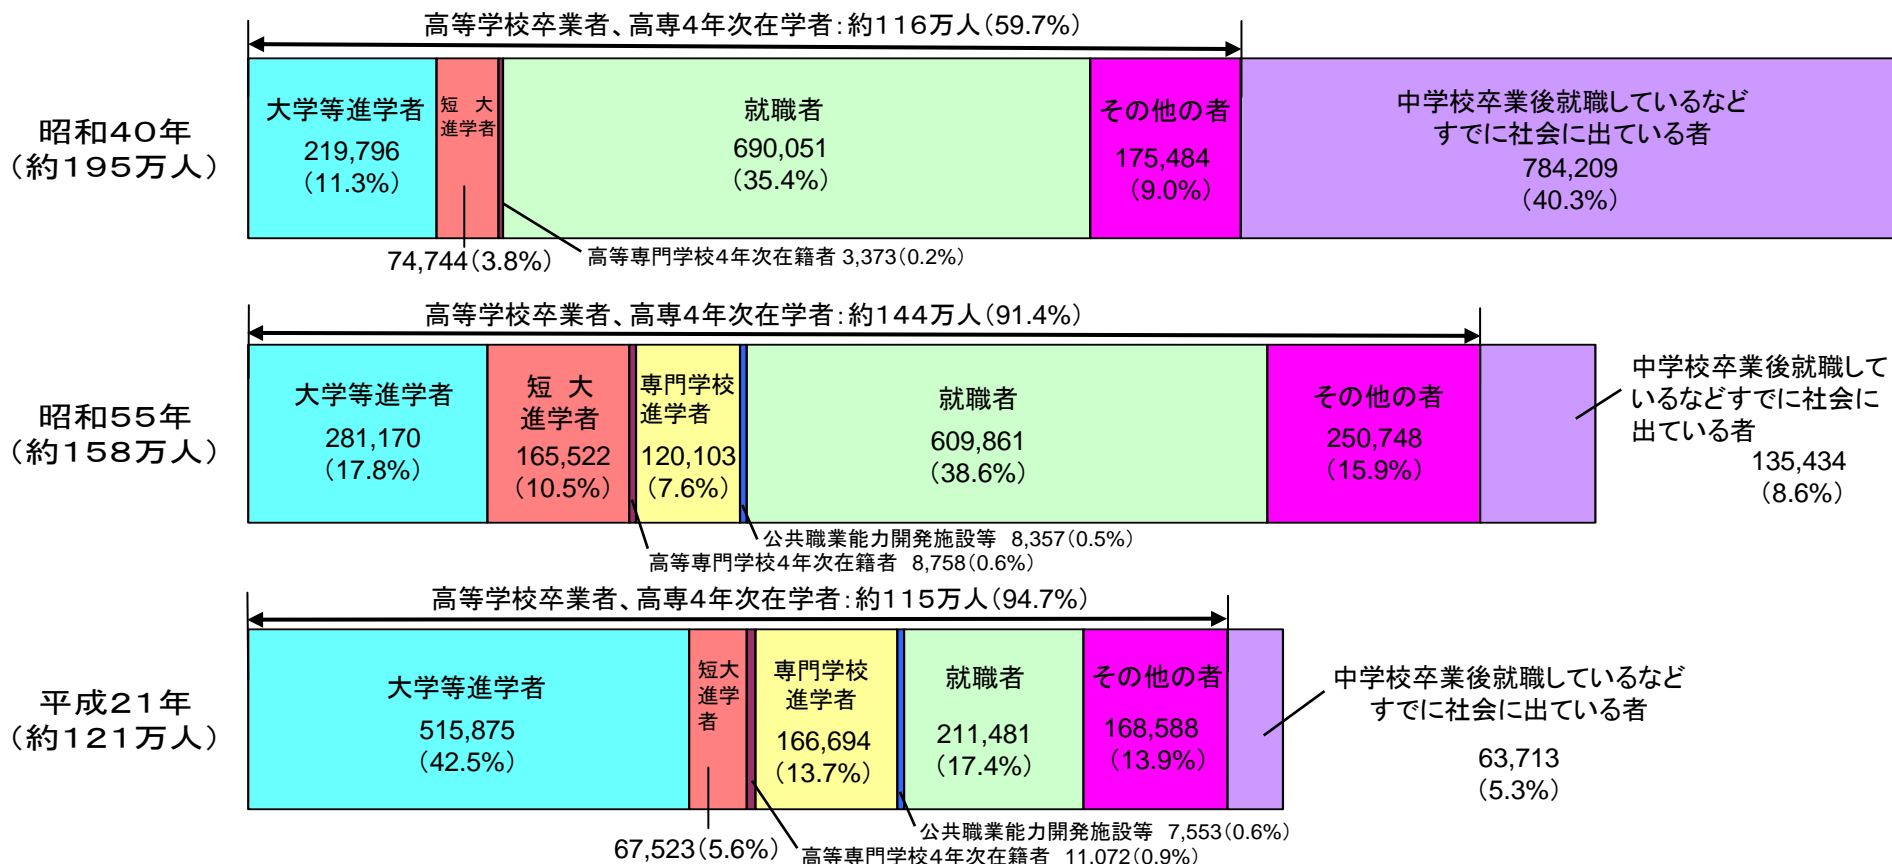 高等学校卒業者、高専4年次在学者：約116万人（59.7%）
昭和40年
（約195万人）
大学等進学者
219,796
（11.3%）
短 大
進学者
就職者
690,051
（35.4%）
その他の者
175,484
（9.0%）
中学校卒業後就職しているなど
すでに社会に出ている者
784,209
（40.3%）
74,744（3.8%）
高等専門学校4年次在籍者 3,373（0.2%）
高等学校卒業者、高専4年次在学者：約144万人（91.4%）
昭和55年
（約158万人）
大学等進学者
281,170
（17.8%）
短 大
進学者
165,522
（10.5%）
専門学校
進学者
120,103
（7.6%）
就職者
609,861
（38.6%）
その他の者
250,748
（15.9%）
中学校卒業後就職して
いるなどすでに社会に
出ている者
135,434
（8.6%）
公共職業能力開発施設等 8,357（0.5%）
高等専門学校4年次在籍者 8,758（0.6%）
高等学校卒業者、高専4年次在学者：約115万人（94.7%）
平成21年
（約121万人）
大学等進学者
515,875
（42.5%）
短大
進学
者
専門学校
進学者
166,694
（13.7%）
就職者
211,481
（17.4%）
その他の者
168,588
（13.9%）
中学校卒業後就職しているなど
すでに社会に出ている者
63,713
（5.3%）
公共職業能力開発施設等 7,553（0.6%）
67,523（5.6%）
高等専門学校4年次在籍者 11,072（0.9%）